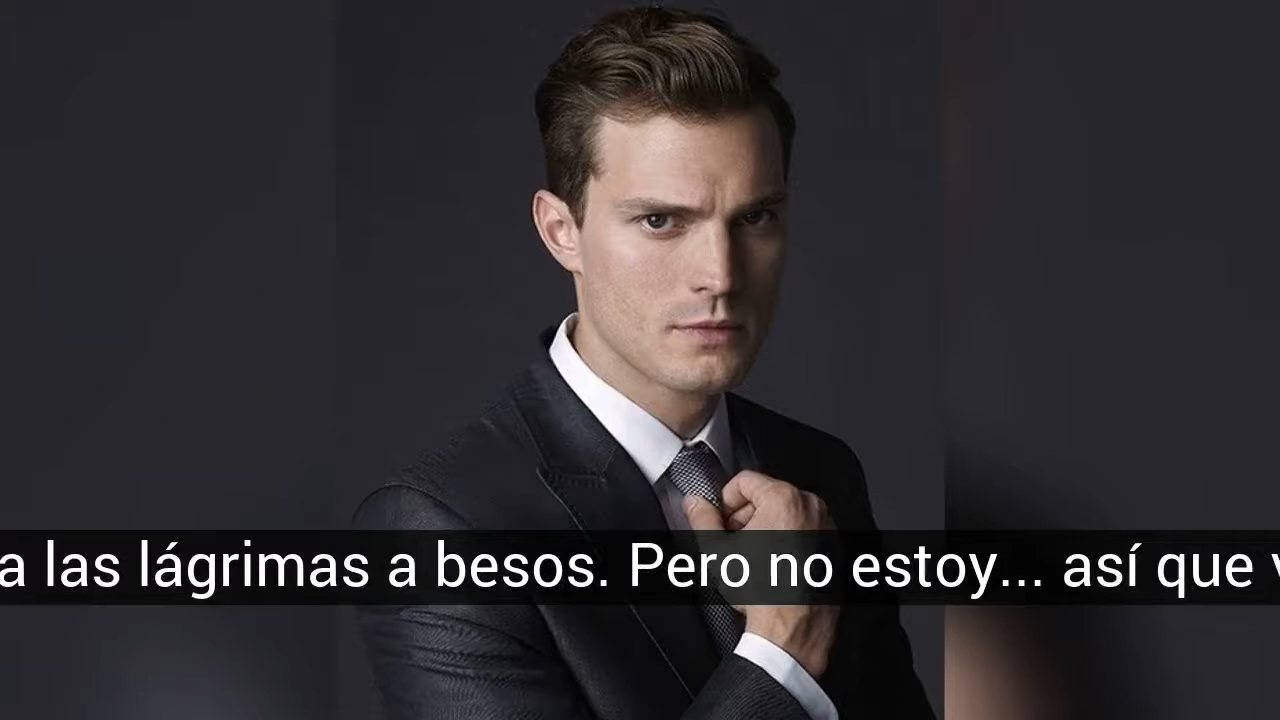 a las lágrimas a besos. Pero no estoy... así que